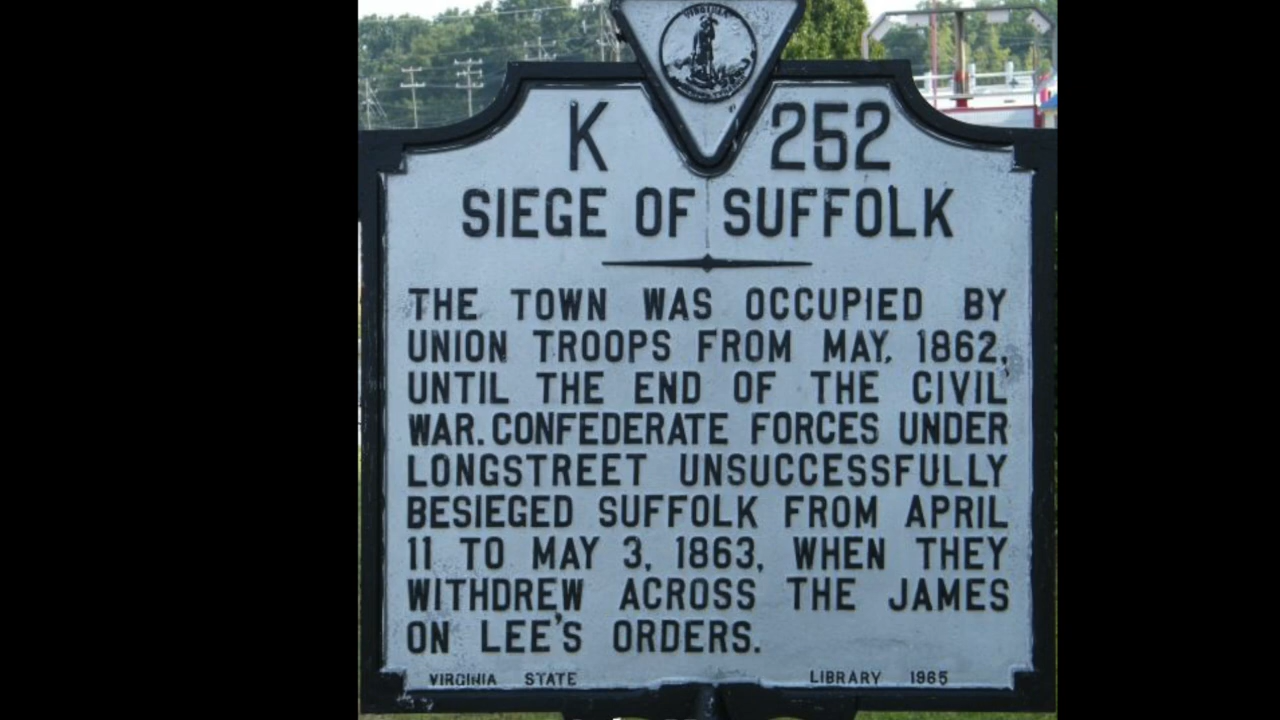 VIRGINIA
K 252
SIEGE OF SUFFOLK
THE TOWN WAS OCCUPIED BY
UNION TROOPS FROM MAY, 1862,
UNTIL THE END OF THE CIVIL
WAR. CONFEDERATE FORCES UNDER
LONGSTREET UNSUCCESSFULLY
BESIEGED SUFFOLK FROM APRIL
11 TO MAY 3, 1863, WHEN THEY
WITHDREW ACROSS THE JAMES
ON LEE'S ORDERS.
VIRGINIA STATE LIBRARY 1965